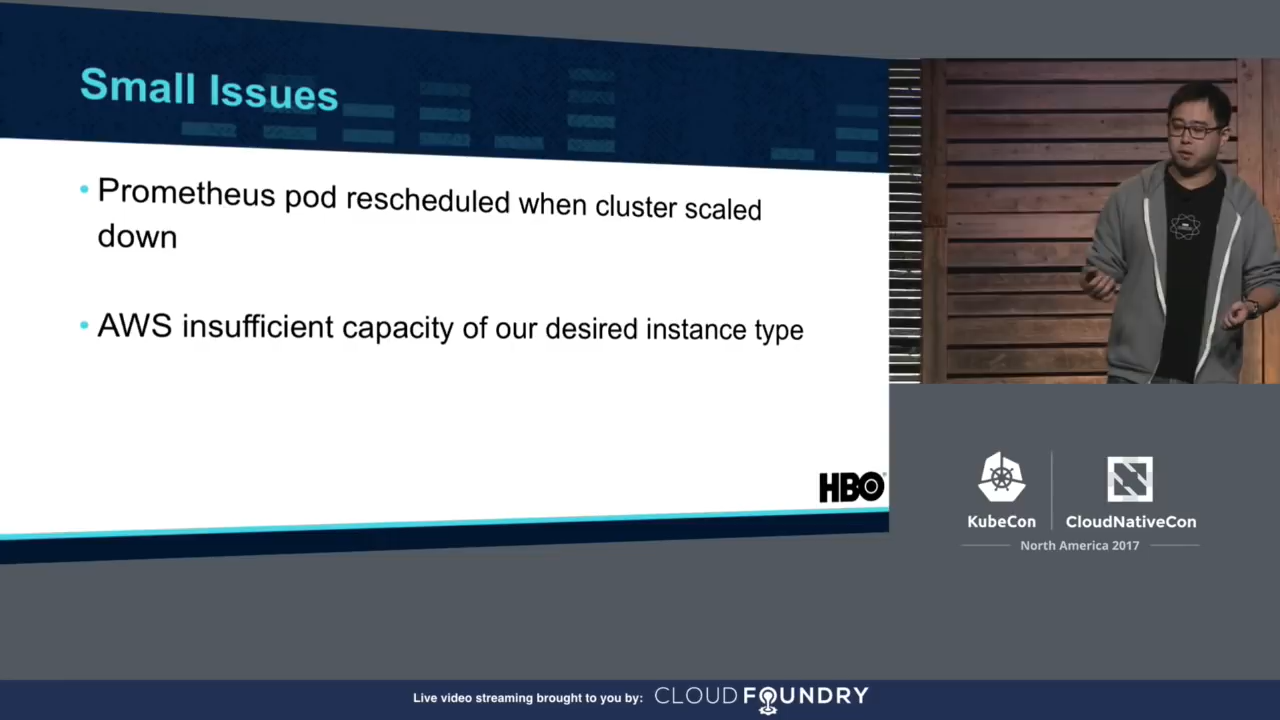 Small Issues
• Prometheus pod rescheduled when cluster scaled
down
• AWS insufficient capacity of our desired instance type
HBO
KubeCon
CloudNativeCon
North America 2017
Live video streaming brought to you by: CLOUD FOUNDRY